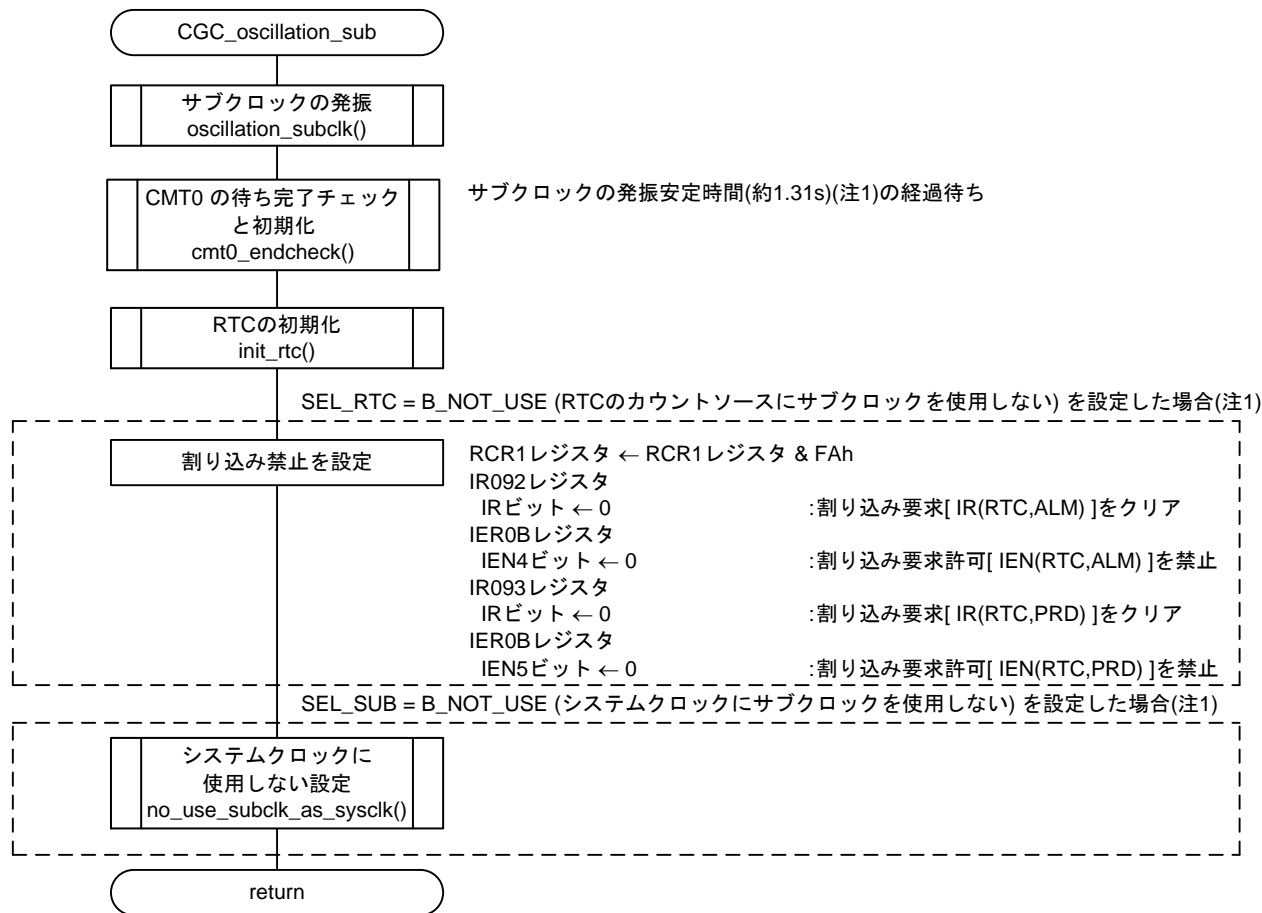 CGC_oscillation_sub
サブクロックの発振
oscillation_subclk()
CMT0 の待ち完了チェック
と初期化
cmt0_endcheck()
サブクロックの発振安定時間(約1.31s)(注1)の経過待ち
RTCの初期化
init_rtc()
SEL_RTC = B_NOT_USE (RTCのカウントソースにサブクロックを使用しない) を設定した場合(注1)
割り込み禁止を設定
RCR1レジスタ ← RCR1レジスタ & FAh
IR092レジスタ
IRビット ← 0 :割り込み要求[ IR(RTC,ALM) ]をクリア
IER0Bレジスタ
IEN4ビット ← 0 :割り込み要求許可[ IEN(RTC,ALM) ]を禁止
IR093レジスタ
IRビット ← 0 :割り込み要求[ IR(RTC,PRD) ]をクリア
IER0Bレジスタ
IEN5ビット ← 0 :割り込み要求許可[ IEN(RTC,PRD) ]を禁止
SEL_SUB = B_NOT_USE (システムクロックにサブクロックを使用しない) を設定した場合(注1)
システムクロックに
使用しない設定
no_use_subclk_as_sysclk()
return